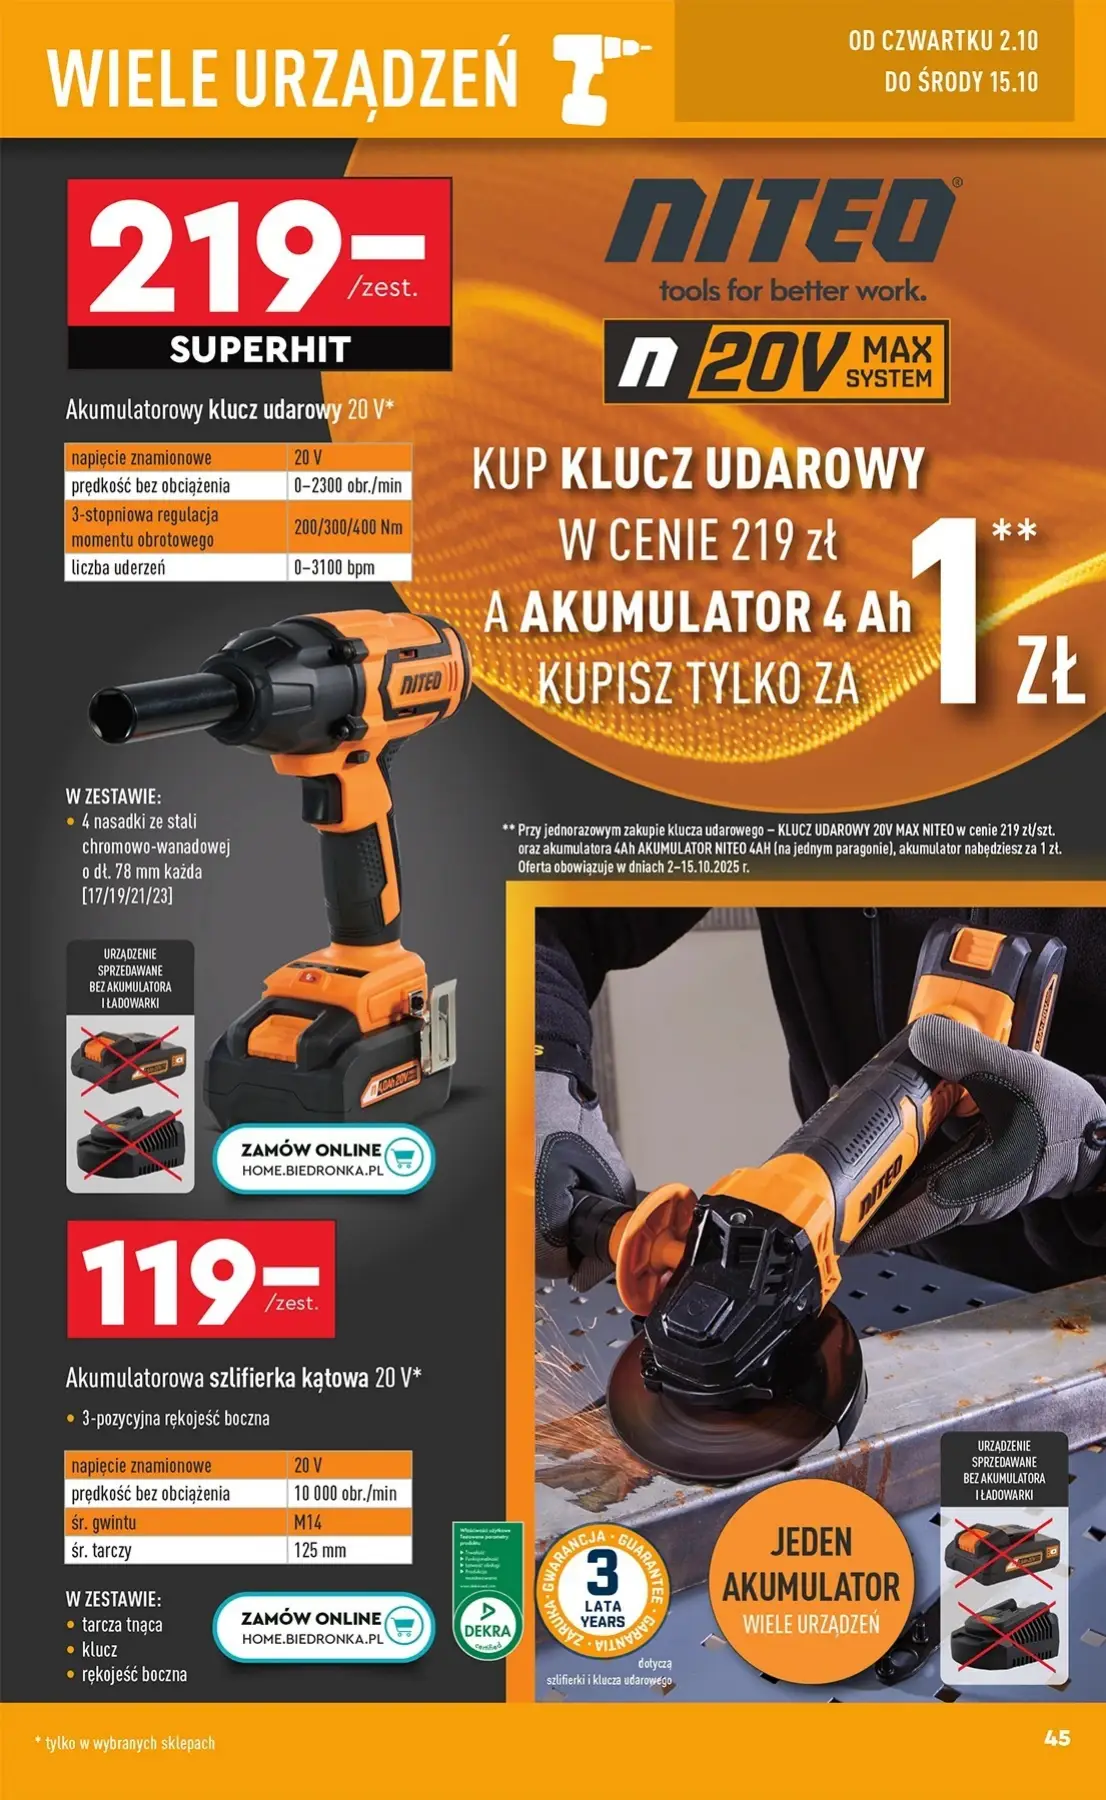 WIELE URZĄDZEŃ
OD CZWARTKU 2.10
DO ŚRODY 15.10
219-
/zest.
SUPERHIT
NITEO®
tools for better work.
n 20V MAX SYSTEM
Akumulatorowy klucz udarowy 20 V*
napięcie znamionowe 20 V
prędkość bez obciążenia 0–2300 obr./min
3-stopniowa regulacja
momentu obrotowego 200/300/400 Nm
liczba uderzeń 0–3100 bpm
KUP KLUCZ UDAROWY
W CENIE 219 zł
A AKUMULATOR 4 Ah
KUPISZ TYLKO ZA
1** ZŁ
NITEO
** Przy jednorazowym zakupie klucza udarowego – KLUCZ UDAROWY 20V MAX NITEO w cenie 219 zł/szt.
oraz akumulatora 4Ah AKUMULATOR NITEO 4AH (na jednym paragonie), akumulator nabędziesz za 1 zł.
Oferta obowiązuje w dniach 2–15.10.2025 r.
W ZESTAWIE:
• 4 nasadki ze stali
chromowo-wanadowej
o dł. 78 mm każda
[17/19/21/23]
URZĄDZENIE
SPRZEDAWANE
BEZ AKUMULATORA
I ŁADOWARKI
n 4.0Ah 20V
ZAMÓW ONLINE
HOME.BIEDRONKA.PL
119-
/zest.
Akumulatorowa szlifierka kątowa 20 V*
• 3-pozycyjna rękojeść boczna
napięcie znamionowe 20 V
prędkość bez obciążenia 10 000 obr./min
śr. gwintu M14
śr. tarczy 125 mm
W ZESTAWIE:
• tarcza tnąca
• klucz
• rękojeść boczna
ZAMÓW ONLINE
HOME.BIEDRONKA.PL
NITEO
DEKRA
certified
GWARANCJA · GUARANTEE · GARANTIA · ZÁRUKA
3
LATA
YEARS
dotyczą
szlifierki i klucza udarowego
JEDEN
AKUMULATOR
WIELE URZĄDZEŃ
URZĄDZENIE
SPRZEDAWANE
BEZ AKUMULATORA
I ŁADOWARKI
* tylko w wybranych sklepach
45